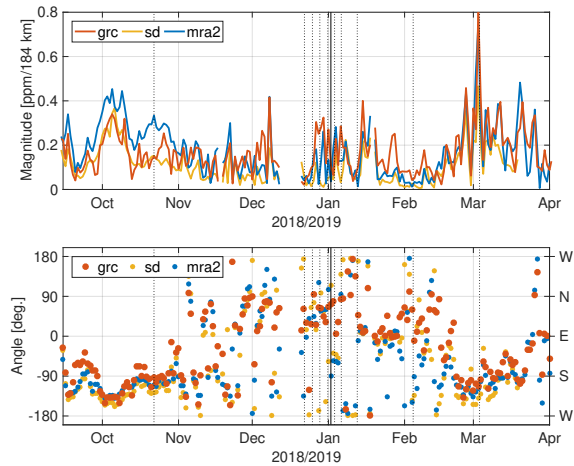 0.8
grc sd mra2
0.6
0.4
0.2
0
Magnitude [ppm/184 km]
Oct Nov Dec Jan Feb Mar Apr
2018/2019
180 W
grc sd mra2
90 N
0 E
-90 S
-180 W
Angle [deg.]
Oct Nov Dec Jan Feb Mar Apr
2018/2019